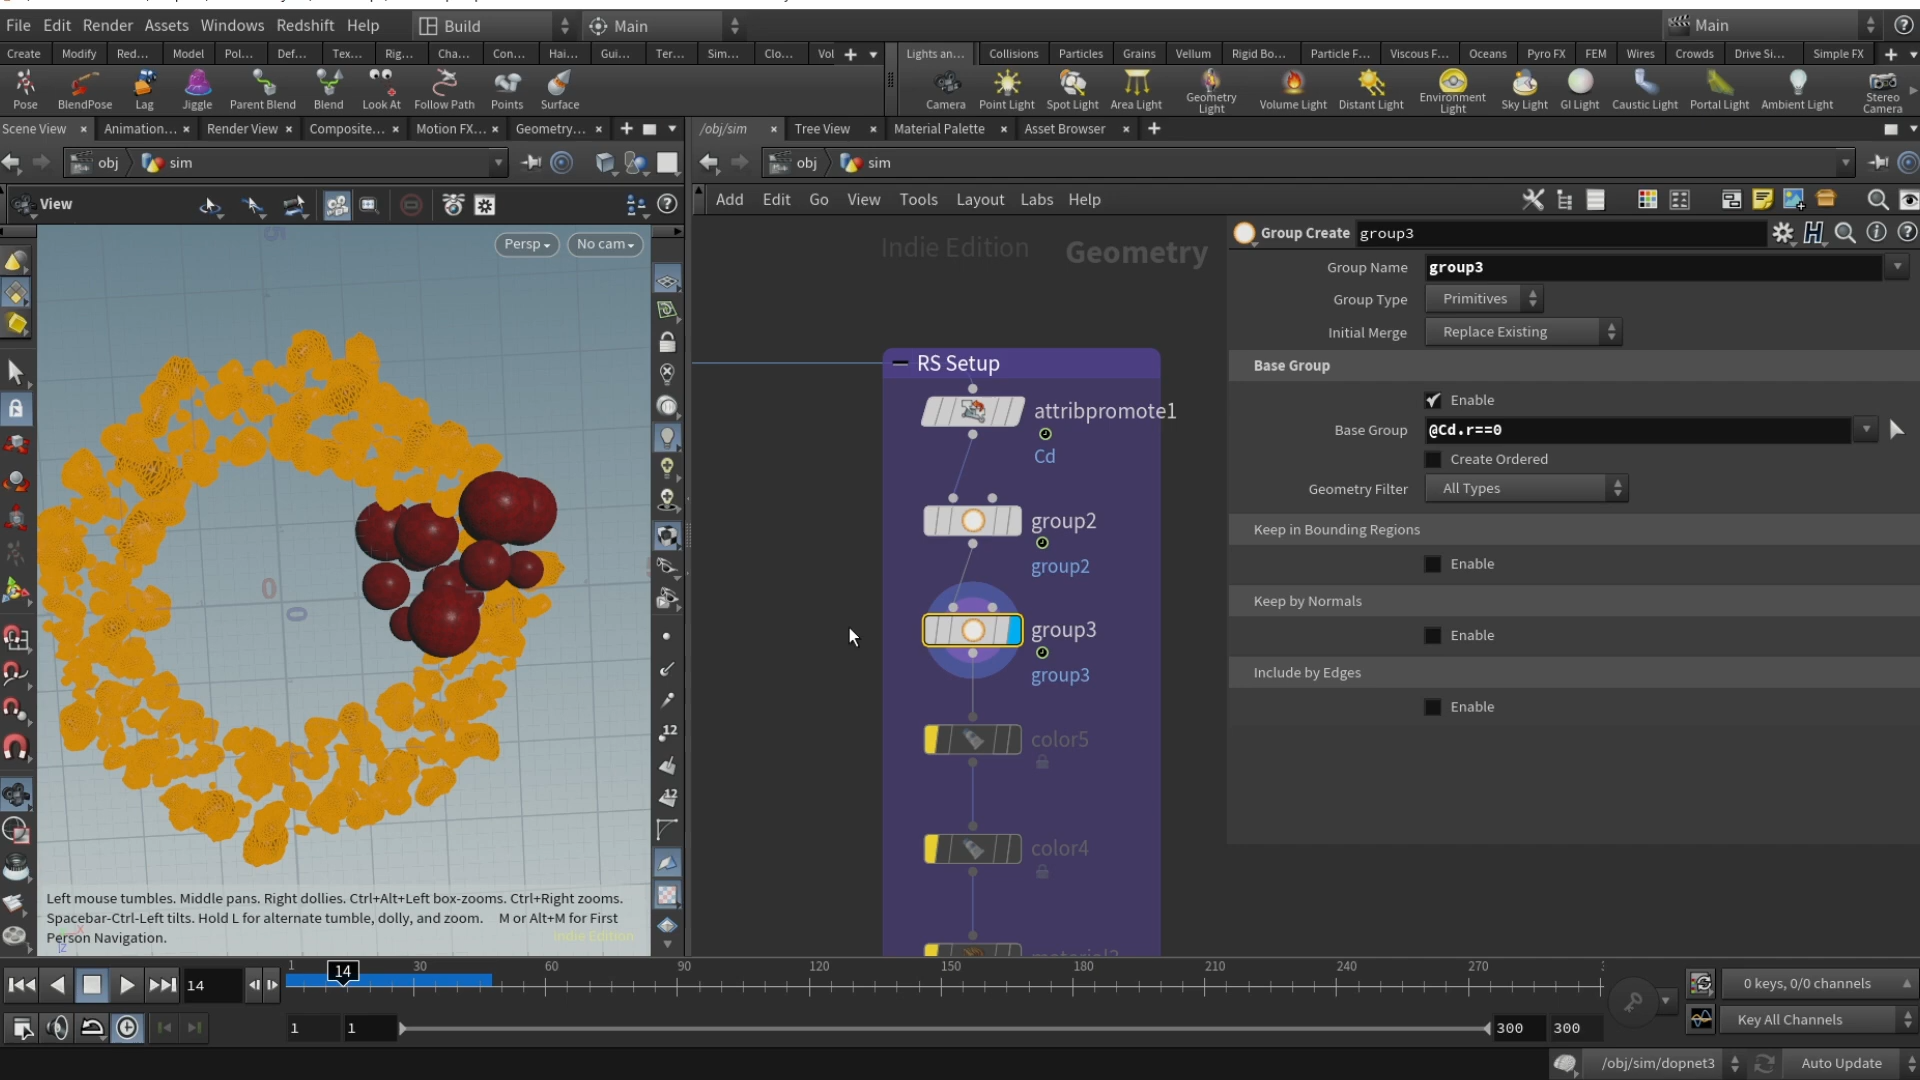 File Edit Render Assets Windows Redshift Help Build Main Main
Create Modify Red... Model Pol... Def... Tex... Rig... Cha... Con... Hai... Gui... Ter... Sim... Clo... Vol
Lights an... Collisions Particles Grains Vellum Rigid Bo... Particle F... Viscous F... Oceans Pyro FX FEM Wires Crowds Drive Si... Simple FX
Pose BlendPose Lag Jiggle Parent Blend Blend Look At Follow Path Points Surface
Camera Point Light Spot Light Area Light Geometry Light Volume Light Distant Light Environment Light Sky Light GI Light Caustic Light Portal Light Ambient Light Stereo Camera
Scene View Animation... Render View Composite... Motion FX... Geometry...
/obj/sim Tree View Material Palette Asset Browser
obj sim
obj sim
View
Add Edit Go View Tools Layout Labs Help
Persp No cam
Indie Edition Geometry
Group Create group3
Group Name group3
Group Type Primitives
Initial Merge Replace Existing
Base Group
Enable
Base Group @Cd.r==0
Create Ordered
Geometry Filter All Types
Keep in Bounding Regions
Enable
Keep by Normals
Enable
Include by Edges
Enable
RS Setup
attribpromote1
Cd
group2
group2
group3
group3
color5
color4
0
0
12
12
Left mouse tumbles. Middle pans. Right dollies. Ctrl+Alt+Left box-zooms. Ctrl+Right zooms.
Spacebar-Ctrl-Left tilts. Hold L for alternate tumble, dolly, and zoom. M or Alt+M for First
Person Navigation.
Indie Edition
1 14 30 60 90 120 150 180 210 240 270
14
0 keys, 0/0 channels
1 1 300 300
Key All Channels
/obj/sim/dopnet3 Auto Update